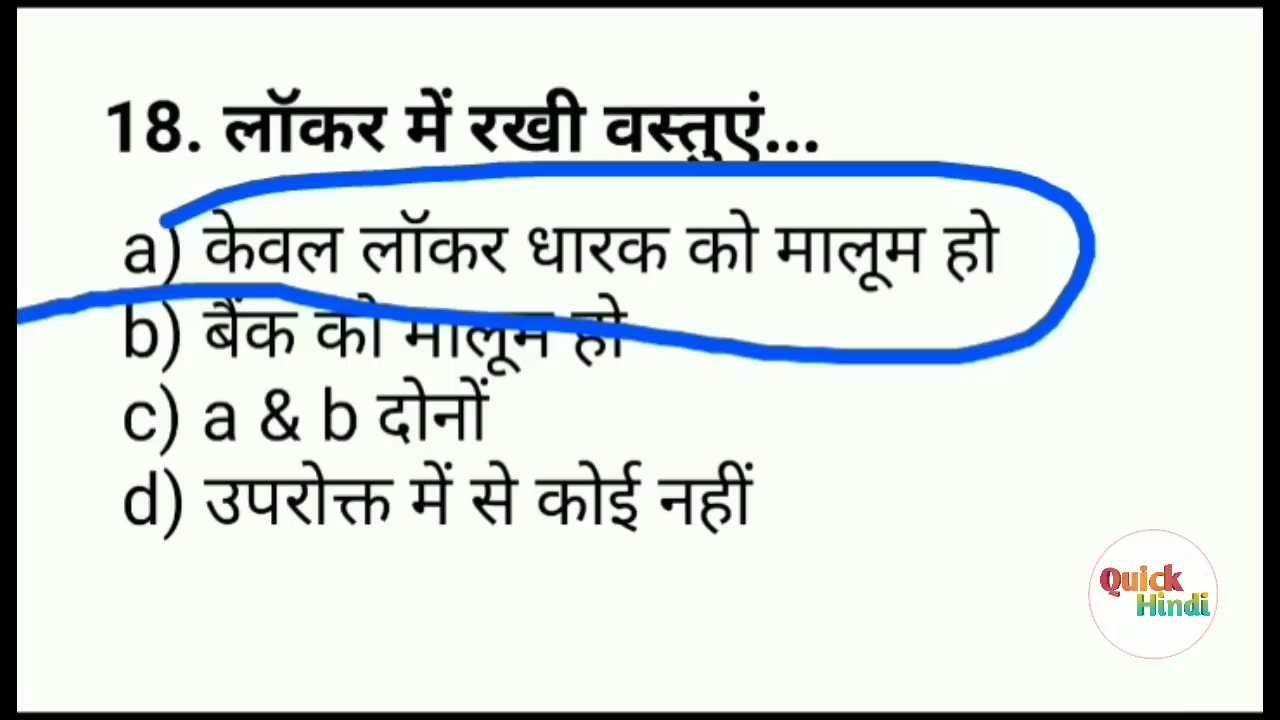 18. लॉकर में रखी वस्तुएं...
a) केवल लॉकर धारक को मालूम हो
b) बैंक को मालूम हो
c) a & b दोनों
d) उपरोक्त में से कोई नहीं
Quick
Hindi